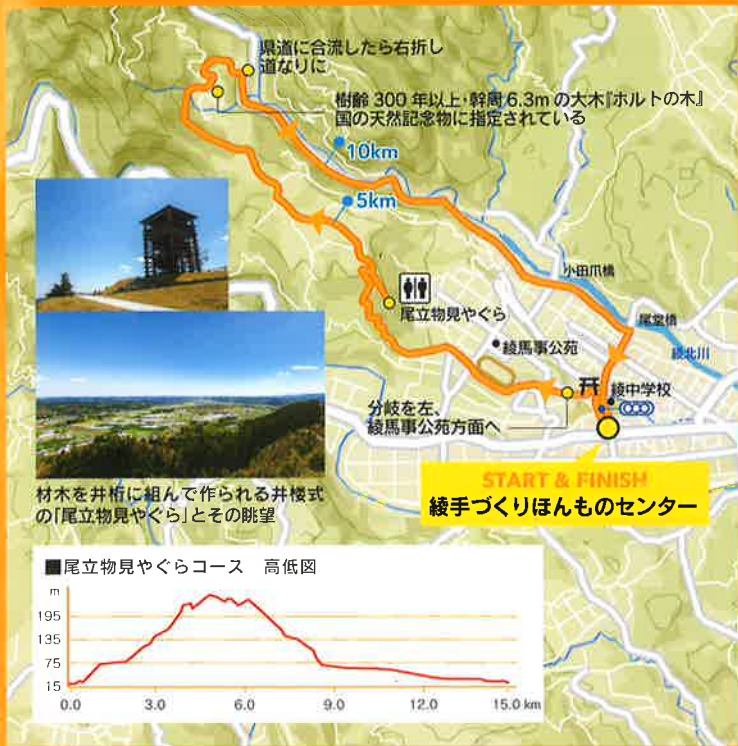 県道に合流したら右折し
道なりに
樹齢 300 年以上・幹周 6.3m の大木『ホルトの木』
国の天然記念物に指定されている
10km
5km
小田爪橋
尾立物見やぐら
尾堂橋
綾馬事公苑
綾北川
綾中学校
分岐を左、
綾馬事公苑方面へ
START & FINISH
綾手づくりほんものセンター
材木を井桁に組んで作られる井楼式
の「尾立物見やぐら」とその眺望
■尾立物見やぐらコース 高低図
m
195
135
75
15
0.0 3.0 6.0 9.0 12.0 15.0 km